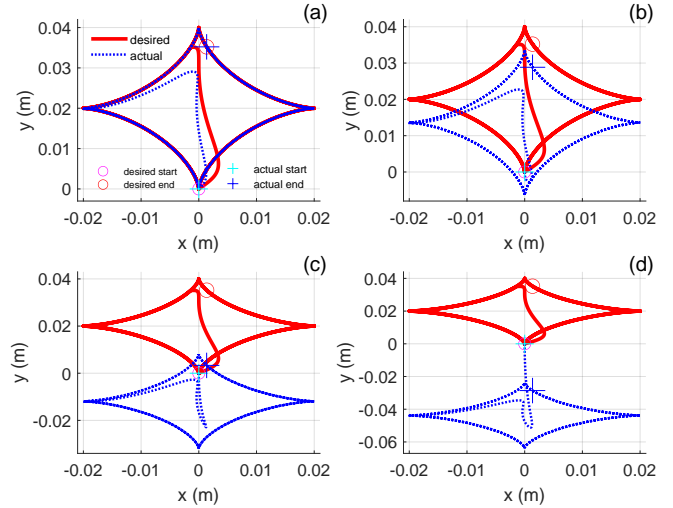 (a)
0.04
0.03
0.02
0.01
0
y (m)
desired
actual
desired start
desired end
actual start
actual end
-0.02
-0.01
0
0.01
0.02
x (m)
(b)
0.04
0.03
0.02
0.01
0
y (m)
-0.02
-0.01
0
0.01
0.02
x (m)
(c)
0.04
0.02
0
-0.02
y (m)
-0.02
-0.01
0
0.01
0.02
x (m)
(d)
0.04
0.02
0
-0.02
-0.04
-0.06
y (m)
-0.02
-0.01
0
0.01
0.02
x (m)